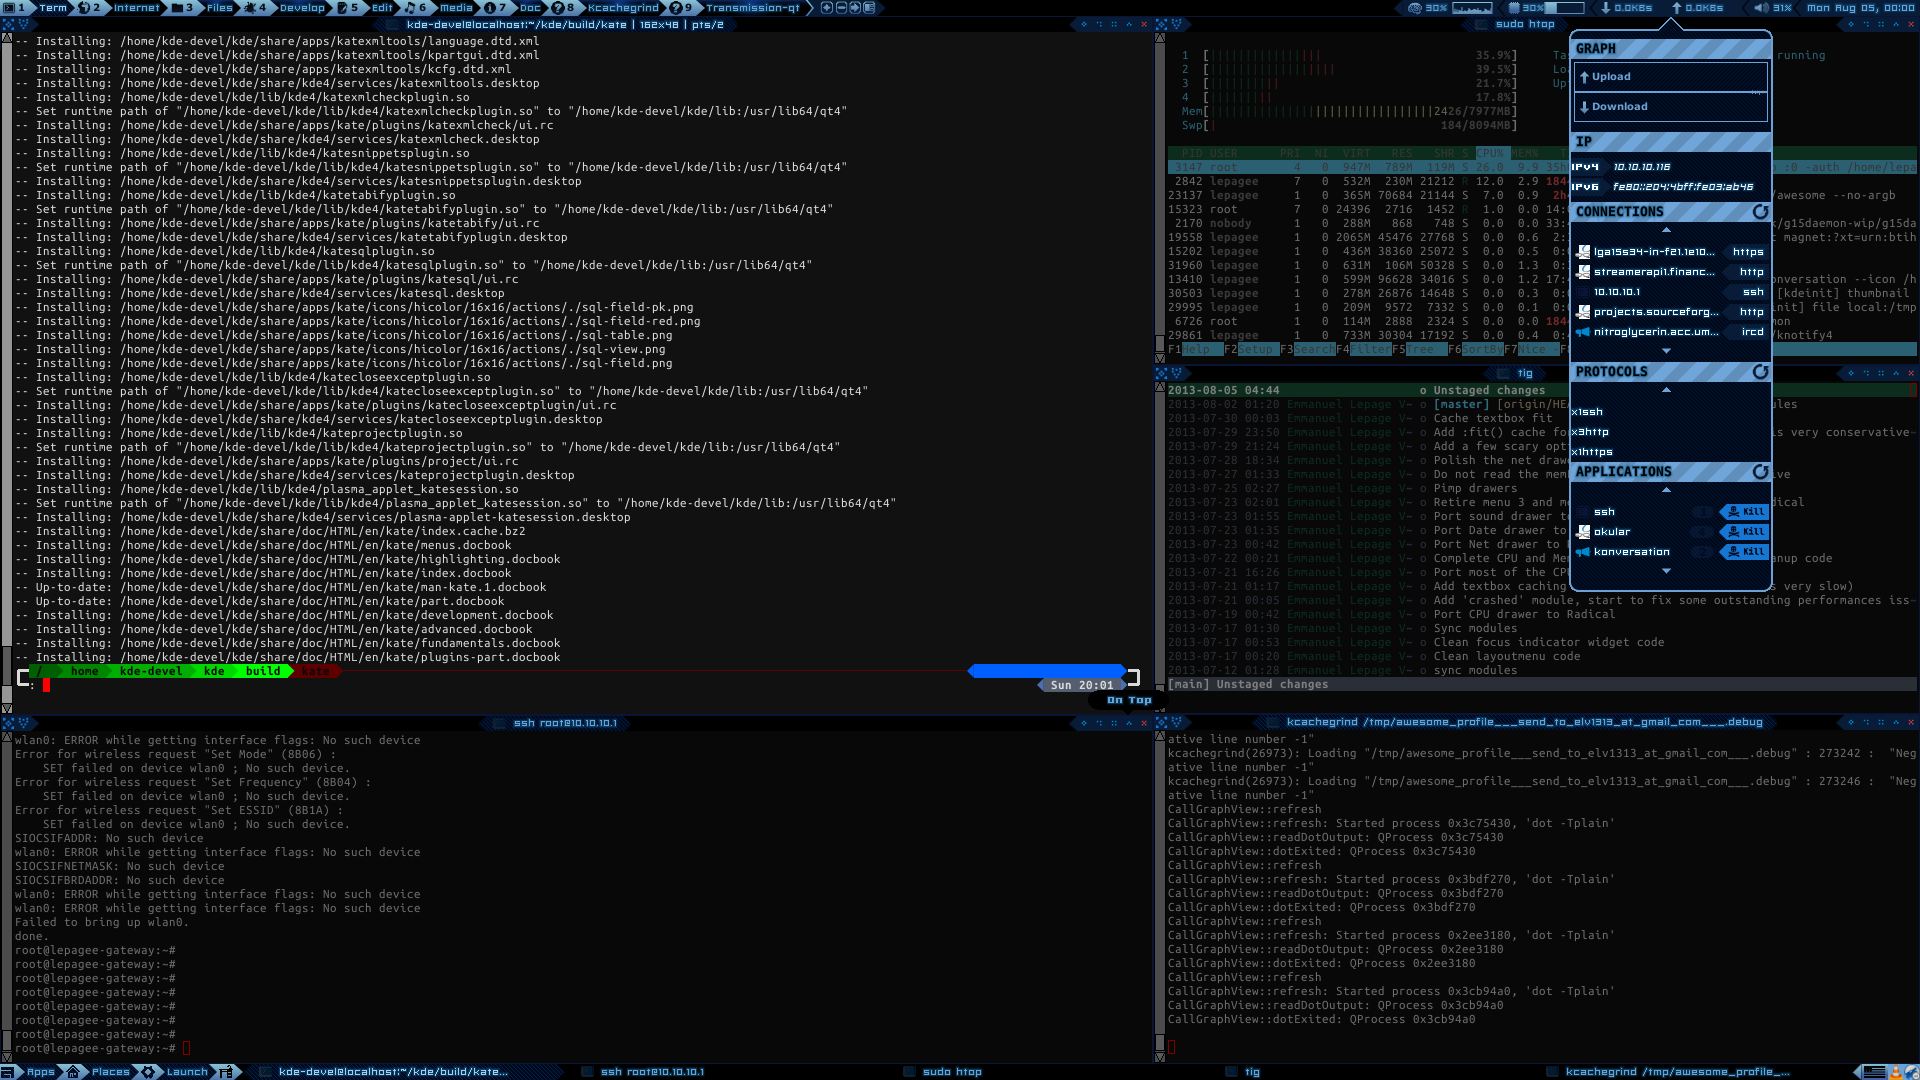 1 Term 2 Internet 3 Files 4 Develop 5 Edit 6 Media 7 Doc 8 Kcachegrind 9 Transmission-qt
30% 30% 0.0KBs 0.0KBs 31% Mon Aug 05, 00:00
kde-devel@localhost:~/kde/build/kate | 162x48 | pts/2
-- Installing: /home/kde-devel/kde/share/apps/katexmltools/language.dtd.xml
-- Installing: /home/kde-devel/kde/share/apps/katexmltools/kpartgui.dtd.xml
-- Installing: /home/kde-devel/kde/share/apps/katexmltools/kcfg.dtd.xml
-- Installing: /home/kde-devel/kde/share/kde4/services/katexmltools.desktop
-- Installing: /home/kde-devel/kde/lib/kde4/katexmlcheckplugin.so
-- Set runtime path of "/home/kde-devel/kde/lib/kde4/katexmlcheckplugin.so" to "/home/kde-devel/kde/lib:/usr/lib64/qt4"
-- Installing: /home/kde-devel/kde/share/apps/kate/plugins/katexmlcheck/ui.rc
-- Installing: /home/kde-devel/kde/share/kde4/services/katexmlcheck.desktop
-- Installing: /home/kde-devel/kde/lib/kde4/katesnippetsplugin.so
-- Set runtime path of "/home/kde-devel/kde/lib/kde4/katesnippetsplugin.so" to "/home/kde-devel/kde/lib:/usr/lib64/qt4"
-- Installing: /home/kde-devel/kde/share/kde4/services/katesnippetsplugin.desktop
-- Installing: /home/kde-devel/kde/lib/kde4/katetabifyplugin.so
-- Set runtime path of "/home/kde-devel/kde/lib/kde4/katetabifyplugin.so" to "/home/kde-devel/kde/lib:/usr/lib64/qt4"
-- Installing: /home/kde-devel/kde/share/apps/kate/plugins/katetabify/ui.rc
-- Installing: /home/kde-devel/kde/share/kde4/services/katetabifyplugin.desktop
-- Installing: /home/kde-devel/kde/lib/kde4/katesqlplugin.so
-- Set runtime path of "/home/kde-devel/kde/lib/kde4/katesqlplugin.so" to "/home/kde-devel/kde/lib:/usr/lib64/qt4"
-- Installing: /home/kde-devel/kde/share/apps/kate/plugins/katesql/ui.rc
-- Installing: /home/kde-devel/kde/share/kde4/services/katesql.desktop
-- Installing: /home/kde-devel/kde/share/apps/kate/icons/hicolor/16x16/actions/./sql-field-pk.png
-- Installing: /home/kde-devel/kde/share/apps/kate/icons/hicolor/16x16/actions/./sql-field-red.png
-- Installing: /home/kde-devel/kde/share/apps/kate/icons/hicolor/16x16/actions/./sql-table.png
-- Installing: /home/kde-devel/kde/share/apps/kate/icons/hicolor/16x16/actions/./sql-view.png
-- Installing: /home/kde-devel/kde/share/apps/kate/icons/hicolor/16x16/actions/./sql-field.png
-- Installing: /home/kde-devel/kde/lib/kde4/katecloseexceptplugin.so
-- Set runtime path of "/home/kde-devel/kde/lib/kde4/katecloseexceptplugin.so" to "/home/kde-devel/kde/lib:/usr/lib64/qt4"
-- Installing: /home/kde-devel/kde/share/apps/kate/plugins/katecloseexceptplugin/ui.rc
-- Installing: /home/kde-devel/kde/share/kde4/services/katecloseexceptplugin.desktop
-- Installing: /home/kde-devel/kde/lib/kde4/kateprojectplugin.so
-- Set runtime path of "/home/kde-devel/kde/lib/kde4/kateprojectplugin.so" to "/home/kde-devel/kde/lib:/usr/lib64/qt4"
-- Installing: /home/kde-devel/kde/share/apps/kate/plugins/project/ui.rc
-- Installing: /home/kde-devel/kde/share/kde4/services/kateprojectplugin.desktop
-- Installing: /home/kde-devel/kde/lib/kde4/plasma_applet_katesession.so
-- Set runtime path of "/home/kde-devel/kde/lib/kde4/plasma_applet_katesession.so" to "/home/kde-devel/kde/lib:/usr/lib64/qt4"
-- Installing: /home/kde-devel/kde/share/kde4/services/plasma-applet-katesession.desktop
-- Installing: /home/kde-devel/kde/share/doc/HTML/en/kate/index.cache.bz2
-- Installing: /home/kde-devel/kde/share/doc/HTML/en/kate/menus.docbook
-- Installing: /home/kde-devel/kde/share/doc/HTML/en/kate/highlighting.docbook
-- Installing: /home/kde-devel/kde/share/doc/HTML/en/kate/index.docbook
-- Up-to-date: /home/kde-devel/kde/share/doc/HTML/en/kate/man-kate.1.docbook
-- Up-to-date: /home/kde-devel/kde/share/doc/HTML/en/kate/part.docbook
-- Installing: /home/kde-devel/kde/share/doc/HTML/en/kate/development.docbook
-- Installing: /home/kde-devel/kde/share/doc/HTML/en/kate/advanced.docbook
-- Installing: /home/kde-devel/kde/share/doc/HTML/en/kate/fundamentals.docbook
-- Installing: /home/kde-devel/kde/share/doc/HTML/en/kate/plugins-part.docbook
/ home kde-devel kde build kate
: Sun 20:01
On Top
sudo htop
1 [ 35.9%] Ta running
2 [ 39.5%] Lo
3 [ 21.7%] Up
4 [ 17.8%]
Mem[ 2426/7977MB]
Swp[ 184/8094MB]
PID USER PRI NI VIRT RES SHR S CPU% MEM% T
3147 root 4 0 947M 789M 119M S 26.0 9.9 35h :0 -auth /home/lepa
2842 lepagee 7 0 532M 230M 21212 R 12.0 2.9 184
23137 lepagee 1 0 365M 70684 21144 S 7.0 0.9 2h /awesome --no-argb
15323 root 7 0 24396 2716 1452 R 1.0 0.0 14:
2170 nobody 1 0 288M 868 748 S 0.0 0.0 33: k/g15daemon-wip/g15da
19558 lepagee 1 0 2065M 45476 27768 S 0.0 0.6 2: c magnet:?xt=urn:btih
15202 lepagee 1 0 436M 38360 25072 S 0.0 0.5 0:
31960 lepagee 1 0 631M 106M 50328 S 0.0 1.3 0:
13410 lepagee 1 0 599M 96628 34016 S 0.0 1.2 17: onversation --icon /h
30503 lepagee 1 0 278M 26876 14648 S 0.0 0.3 0: [kdeinit] thumbnail
29995 lepagee 1 0 209M 9572 7332 S 0.0 0.1 0: init] file local:/tmp
6726 root 1 0 114M 2888 2324 S 0.0 0.0 184 mon
29861 lepagee 1 0 733M 30304 17192 S 0.0 0.4 /knotify4
F1Help F2Setup F3Search F4Filter F5Tree F6SortBy F7Nice -F
GRAPH
Upload
Download
IP
IPv4 10.10.10.116
IPv6 fe80::204:4bff:fe03:ab46
CONNECTIONS
lga15s34-in-f21.1e10... https
streamerapi1.financ... http
10.10.10.1 ssh
projects.sourceforg... http
nitroglycerin.acc.um... ircd
PROTOCOLS
x1ssh
x3http
x1https
APPLICATIONS
ssh Kill
okular Kill
konversation Kill
tig
2013-08-05 04:44 o Unstaged changes
2013-08-02 01:20 Emmanuel Lepage V~ o [master] [origin/HEA dules
2013-07-30 00:03 Emmanuel Lepage V~ o Cache textbox fit
2013-07-29 23:50 Emmanuel Lepage V~ o Add :fit() cache fo is very conservative~
2013-07-29 21:24 Emmanuel Lepage V~ o Add a few scary opt
2013-07-28 18:34 Emmanuel Lepage V~ o Polish the net draw
2013-07-27 01:33 Emmanuel Lepage V~ o Do not read the mem ve
2013-07-25 02:27 Emmanuel Lepage V~ o Pimp drawers
2013-07-23 02:01 Emmanuel Lepage V~ o Retire menu 3 and m dical
2013-07-23 01:55 Emmanuel Lepage V~ o Port sound drawer t
2013-07-23 01:35 Emmanuel Lepage V~ o Port Date drawer to
2013-07-23 00:42 Emmanuel Lepage V~ o Port Net drawer to
2013-07-22 00:21 Emmanuel Lepage V~ o Complete CPU and Me anup code
2013-07-21 16:26 Emmanuel Lepage V~ o Port most of the CP
2013-07-21 01:17 Emmanuel Lepage V~ o Add textbox caching s very slow)
2013-07-21 00:05 Emmanuel Lepage V~ o Add 'crashed' module, start to fix some outstanding performances iss~
2013-07-19 00:42 Emmanuel Lepage V~ o Port CPU drawer to Radical
2013-07-17 01:30 Emmanuel Lepage V~ o Sync modules
2013-07-17 00:53 Emmanuel Lepage V~ o Clean focus indicator widget code
2013-07-17 00:52 Emmanuel Lepage V~ o Clean layoutmenu code
2013-07-12 01:28 Emmanuel Lepage V~ o sync modules
[main] Unstaged changes
ssh root@10.10.10.1
wlan0: ERROR while getting interface flags: No such device
Error for wireless request "Set Mode" (8B06) :
SET failed on device wlan0 ; No such device.
Error for wireless request "Set Frequency" (8B04) :
SET failed on device wlan0 ; No such device.
Error for wireless request "Set ESSID" (8B1A) :
SET failed on device wlan0 ; No such device.
SIOCSIFADDR: No such device
wlan0: ERROR while getting interface flags: No such device
SIOCSIFNETMASK: No such device
SIOCSIFBRDADDR: No such device
wlan0: ERROR while getting interface flags: No such device
wlan0: ERROR while getting interface flags: No such device
Failed to bring up wlan0.
done.
root@lepagee-gateway:~#
root@lepagee-gateway:~#
root@lepagee-gateway:~#
root@lepagee-gateway:~#
root@lepagee-gateway:~#
root@lepagee-gateway:~#
root@lepagee-gateway:~#
root@lepagee-gateway:~#
kcachegrind /tmp/awesome_profile___send_to_elv1313_at_gmail_com___.debug
ative line number -1"
kcachegrind(26973): Loading "/tmp/awesome_profile___send_to_elv1313_at_gmail_com___.debug" : 273242 : "Neg
ative line number -1"
kcachegrind(26973): Loading "/tmp/awesome_profile___send_to_elv1313_at_gmail_com___.debug" : 273246 : "Neg
ative line number -1"
CallGraphView::refresh
CallGraphView::refresh: Started process 0x3c75430, 'dot -Tplain'
CallGraphView::readDotOutput: QProcess 0x3c75430
CallGraphView::dotExited: QProcess 0x3c75430
CallGraphView::refresh
CallGraphView::refresh: Started process 0x3bdf270, 'dot -Tplain'
CallGraphView::readDotOutput: QProcess 0x3bdf270
CallGraphView::dotExited: QProcess 0x3bdf270
CallGraphView::refresh
CallGraphView::refresh: Started process 0x2ee3180, 'dot -Tplain'
CallGraphView::readDotOutput: QProcess 0x2ee3180
CallGraphView::dotExited: QProcess 0x2ee3180
CallGraphView::refresh
CallGraphView::refresh: Started process 0x3cb94a0, 'dot -Tplain'
CallGraphView::readDotOutput: QProcess 0x3cb94a0
CallGraphView::dotExited: QProcess 0x3cb94a0
Apps Places Launch kde-devel@localhost:~/kde/build/kate... ssh root@10.10.10.1 sudo htop tig kcachegrind /tmp/awesome_profile_...